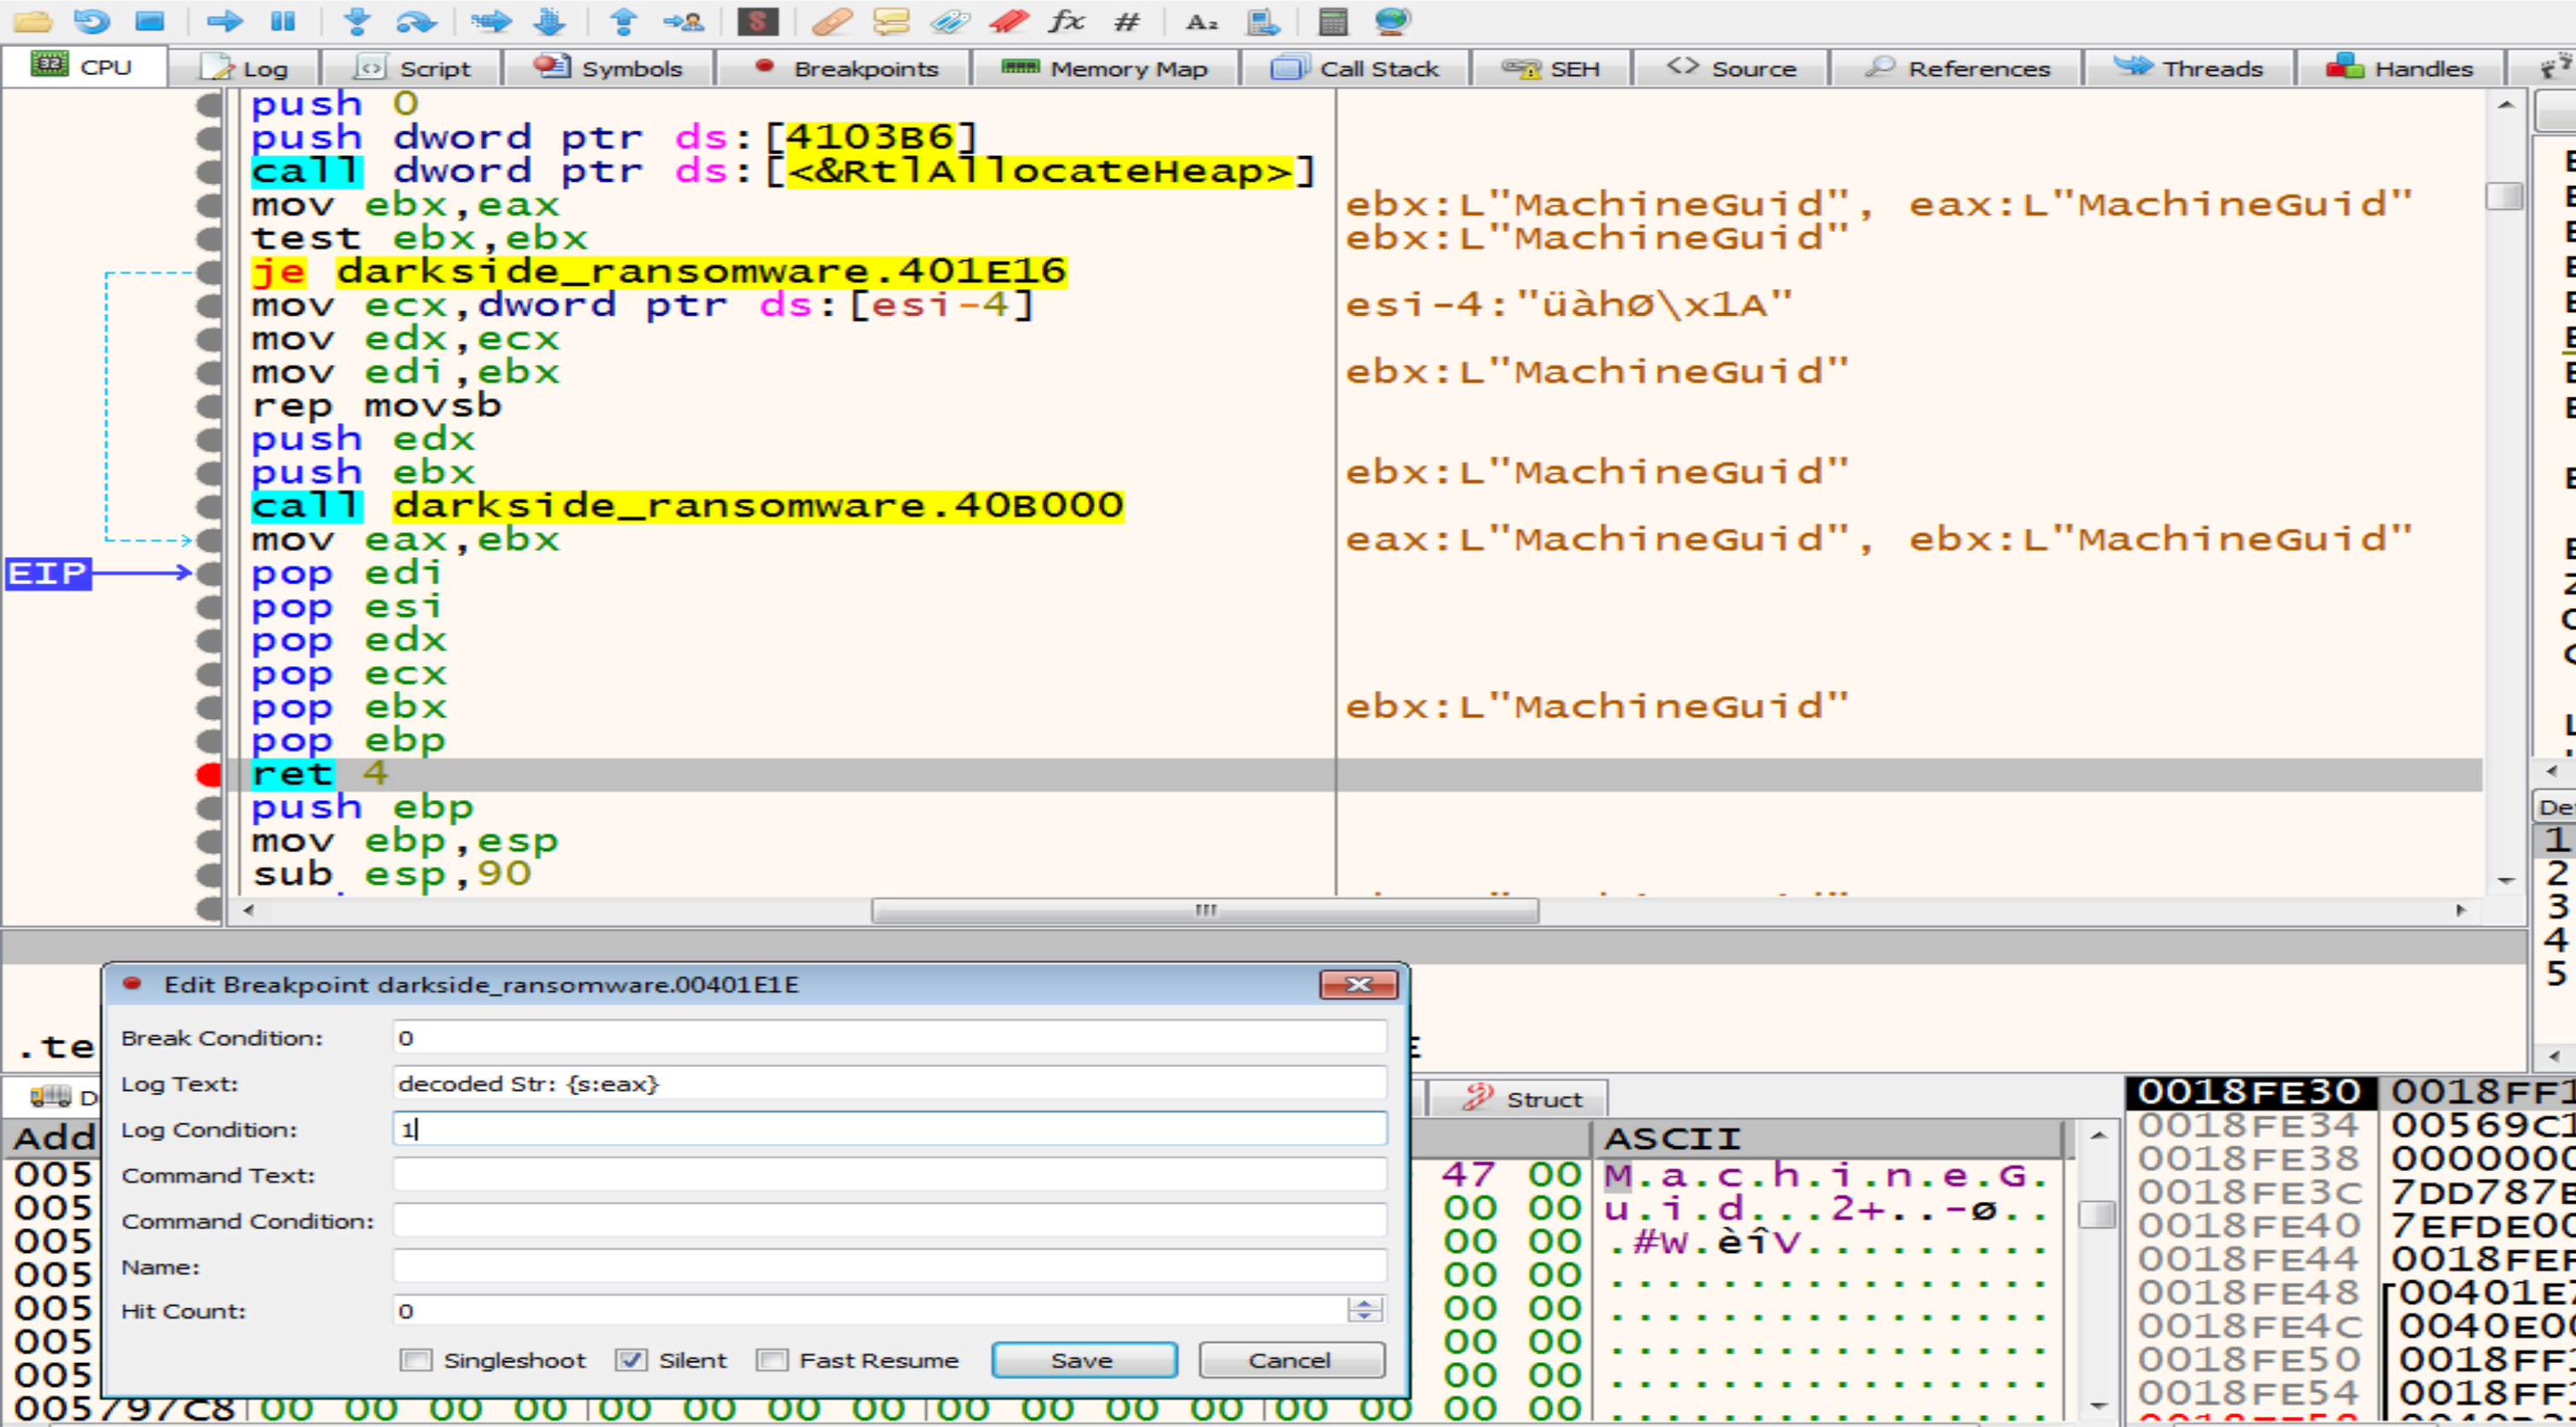 CPU Log Script Symbols Breakpoints Memory Map Call Stack SEH Source References Threads Handles
push 0
push dword ptr ds:[4103B6]
call dword ptr ds:[<&RtlAllocateHeap>]
mov ebx,eax ebx:L"MachineGuid", eax:L"MachineGuid"
test ebx,ebx ebx:L"MachineGuid"
je darkside_ransomware.401E16
mov ecx,dword ptr ds:[esi-4] esi-4:"üàhØ\x1A"
mov edx,ecx
mov edi,ebx ebx:L"MachineGuid"
rep movsb
push edx
push ebx ebx:L"MachineGuid"
call darkside_ransomware.40B000
mov eax,ebx eax:L"MachineGuid", ebx:L"MachineGuid"
EIP pop edi
pop esi
pop edx
pop ecx
pop ebx ebx:L"MachineGuid"
pop ebp
ret 4
push ebp
mov ebp,esp
sub esp,90
1
2
3
4
5
.te
Edit Breakpoint darkside_ransomware.00401E1E
Break Condition: 0
Log Text: decoded Str: {s:eax}
Log Condition: 1
Command Text:
Command Condition:
Name:
Hit Count: 0
Singleshoot Silent Fast Resume Save Cancel
D Struct
Add ASCII
005 47 00 M.a.c.h.i.n.e.G.
005 00 00 u.i.d...2+..-ø..
005 00 00 .#W.èîV.........
005 00 00 ................
005 00 00 ................
005 00 00 ................
005 00 00 ................
005797C8 00 00 00 00 00 00 00 00 00 00 00 00 00 00 00 00 ................
0018FE30 0018FF1
0018FE34 00569C1
0018FE38 0000000
0018FE3C 7DD787E
0018FE40 7EFDE00
0018FE44 0018FEF
0018FE48 00401E7
0018FE4C 0040E00
0018FE50 0018FF1
0018FE54 0018FF1